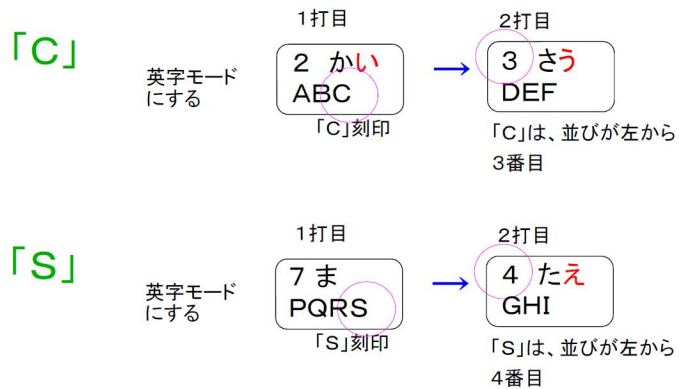 「C」
英字モード
にする
1打目
2 かい
ABC
「C」刻印
2打目
3 さう
DEF
「C」は、並びが左から
3番目
「S」
英字モード
にする
1打目
7 ま
PQRS
「S」刻印
2打目
4 たえ
GHI
「S」は、並びが左から
4番目